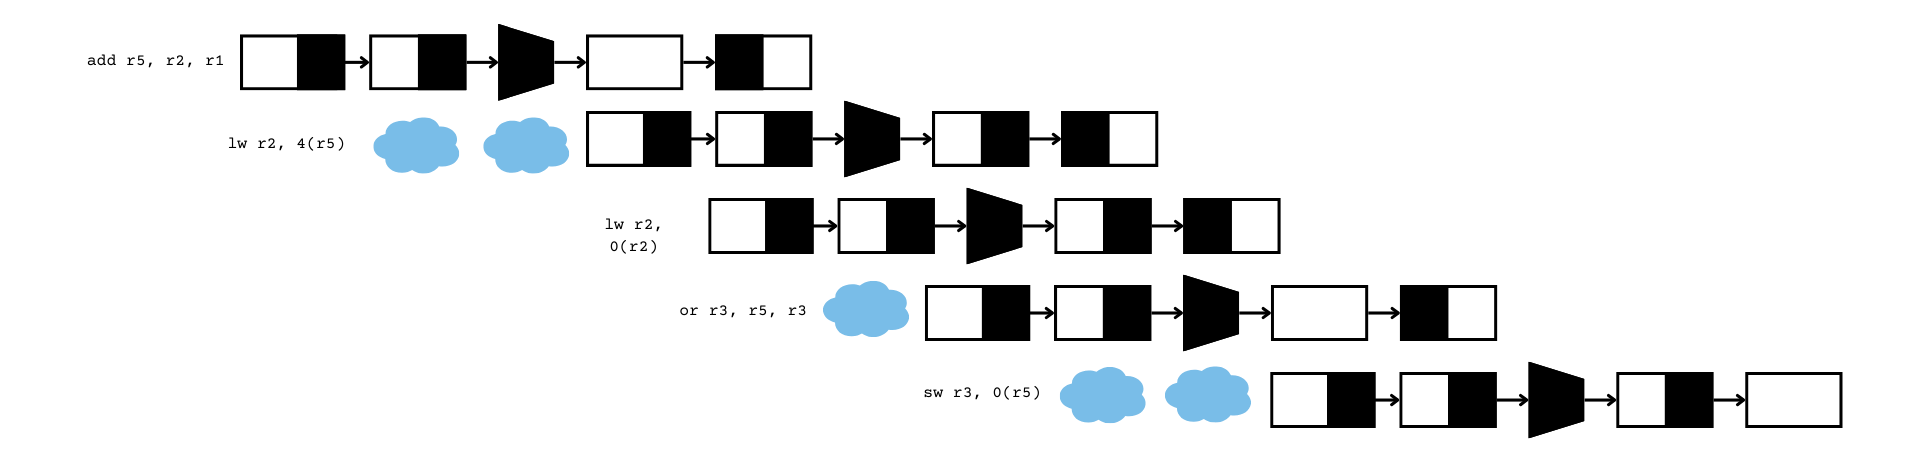 add r5, r2, r1
lw r2, 4(r5)
lw r2,
0(r2)
or r3, r5, r3
sw r3, 0(r5)